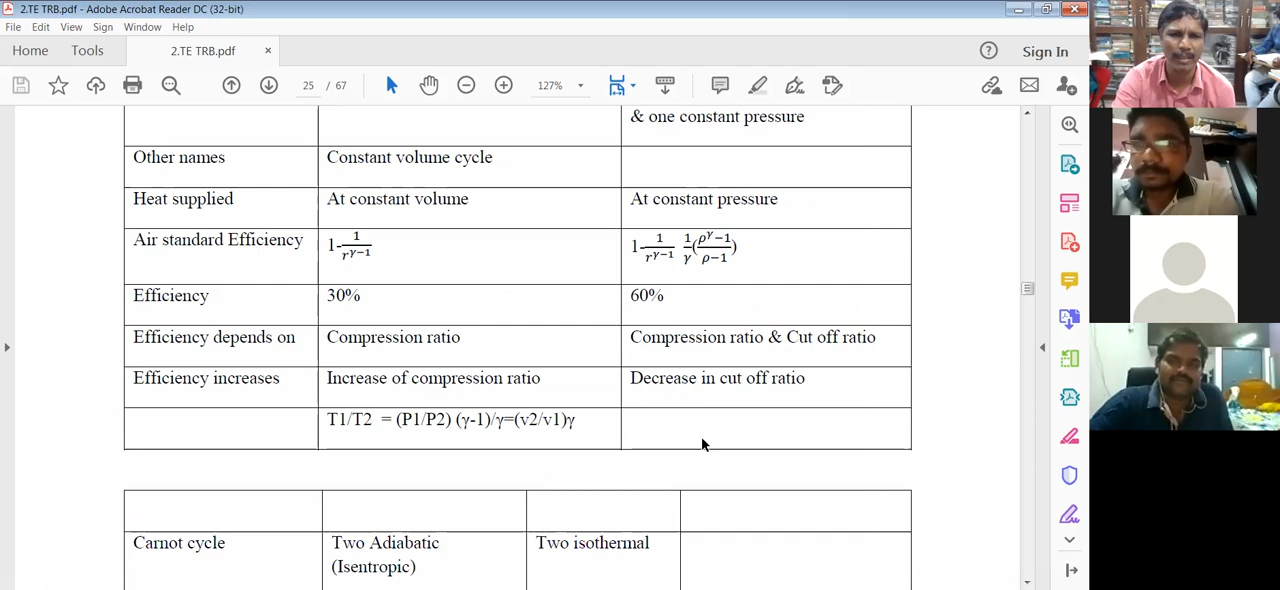 2.TE TRB.pdf - Adobe Acrobat Reader DC (32-bit)
File Edit View Sign Window Help
Home Tools 2.TE TRB.pdf × Sign In
25 / 67 127%
& one constant pressure
Other names Constant volume cycle
Heat supplied At constant volume At constant pressure
Air standard Efficiency 1-1/r^γ−1 1-1/r^γ−1 1/γ(ρ^γ−1/ρ−1)
Efficiency 30% 60%
Efficiency depends on Compression ratio Compression ratio & Cut off ratio
Efficiency increases Increase of compression ratio Decrease in cut off ratio
T1/T2 = (P1/P2) (γ-1)/γ=(v2/v1)γ
Carnot cycle Two Adiabatic Two isothermal
(Isentropic)